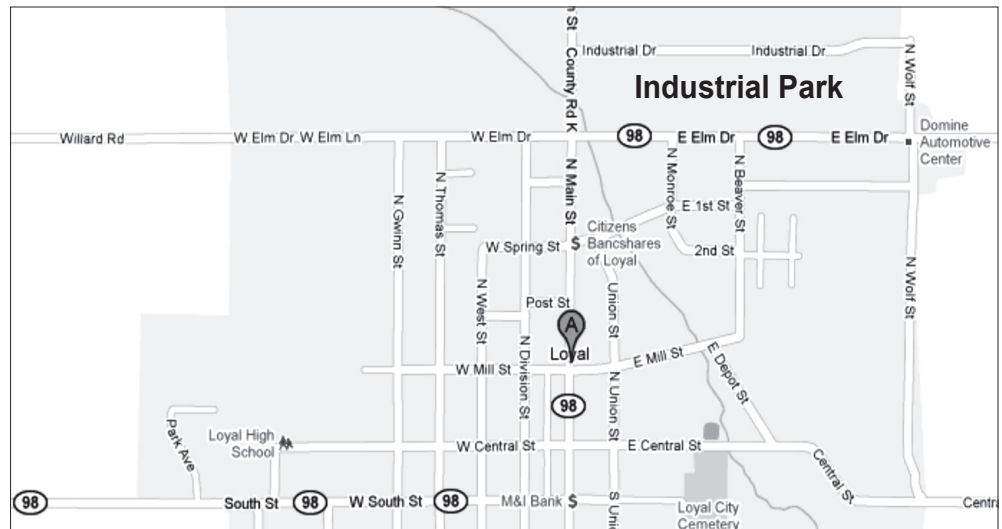 n St
County Rd K
Industrial Dr
Industrial Dr
N Wolf St
Industrial Park
Willard Rd
W Elm Dr
W Elm Ln
W Elm Dr
98
E Elm Dr
98
E Elm Dr
Domine
Automotive
Center
N Gwinn St
N Thomas St
N Main St
N Monroe St
N Beaver St
E 1st St
Citizens
Bancshares
of Loyal
$
W Spring St
2nd St
N West St
Union St
N Wolf St
Post St
A
Loyal
N Division St
W Mill St
E Mill St
E Depot St
98
N Union St
Park Ave
Loyal High
School
W Central St
E Central St
Central St
98
South St
98
W South St
98
M&I Bank
$
S Uni
Loyal City
Cemetery
Centr